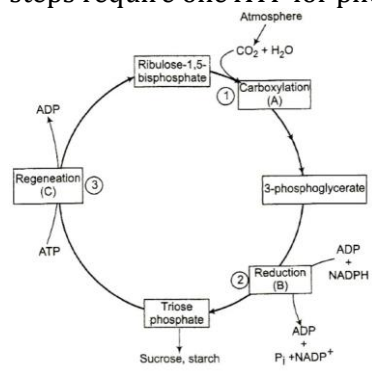 steps require one ATP for ph
Atmosphere
CO₂ + H₂O
Ribulose-1,5-
bisphosphate
1
Carboxylation
(A)
ADP
Regeneation
(C)
3
3-phosphoglycerate
ATP
2
Reduction
(B)
ADP
+
NADPH
Triose
phosphate
ADP
+
Pi +NADP⁺
Sucrose, starch